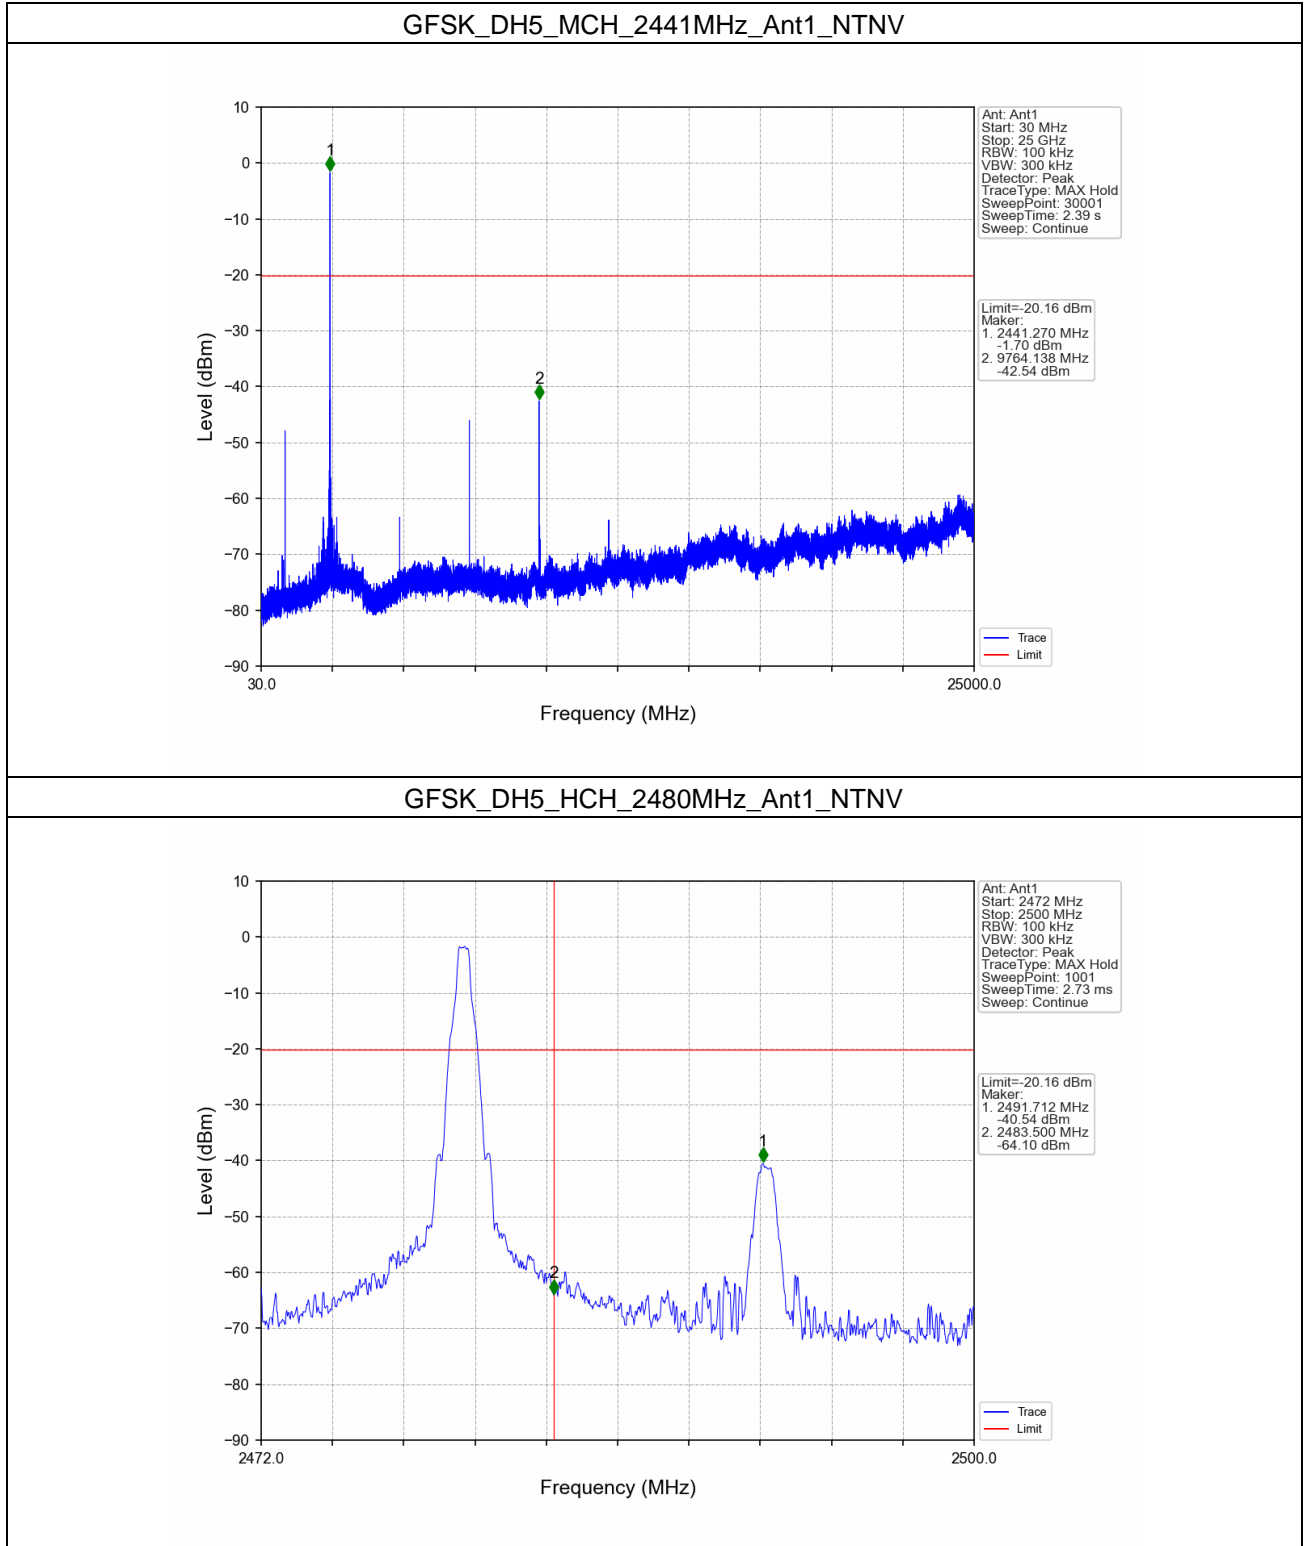 GFSK_DH5_MCH_2441MHz_Ant1_NTNV
10
0
−10
−20
−30
−40
−50
−60
−70
−80
−90
Level (dBm)
1
2
30.0
25000.0
Frequency (MHz)
Ant: Ant1
Start: 30 MHz
Stop: 25 GHz
RBW: 100 kHz
VBW: 300 kHz
Detector: Peak
TraceType: MAX Hold
SweepPoint: 30001
SweepTime: 2.39 s
Sweep: Continue
Limit=-20.16 dBm
Maker:
1. 2441.270 MHz
-1.70 dBm
2. 9764.138 MHz
-42.54 dBm
Trace
Limit
GFSK_DH5_HCH_2480MHz_Ant1_NTNV
10
0
−10
−20
−30
−40
−50
−60
−70
−80
−90
Level (dBm)
1
2
2472.0
2500.0
Frequency (MHz)
Ant: Ant1
Start: 2472 MHz
Stop: 2500 MHz
RBW: 100 kHz
VBW: 300 kHz
Detector: Peak
TraceType: MAX Hold
SweepPoint: 1001
SweepTime: 2.73 ms
Sweep: Continue
Limit=-20.16 dBm
Maker:
1. 2491.712 MHz
-40.54 dBm
2. 2483.500 MHz
-64.10 dBm
Trace
Limit